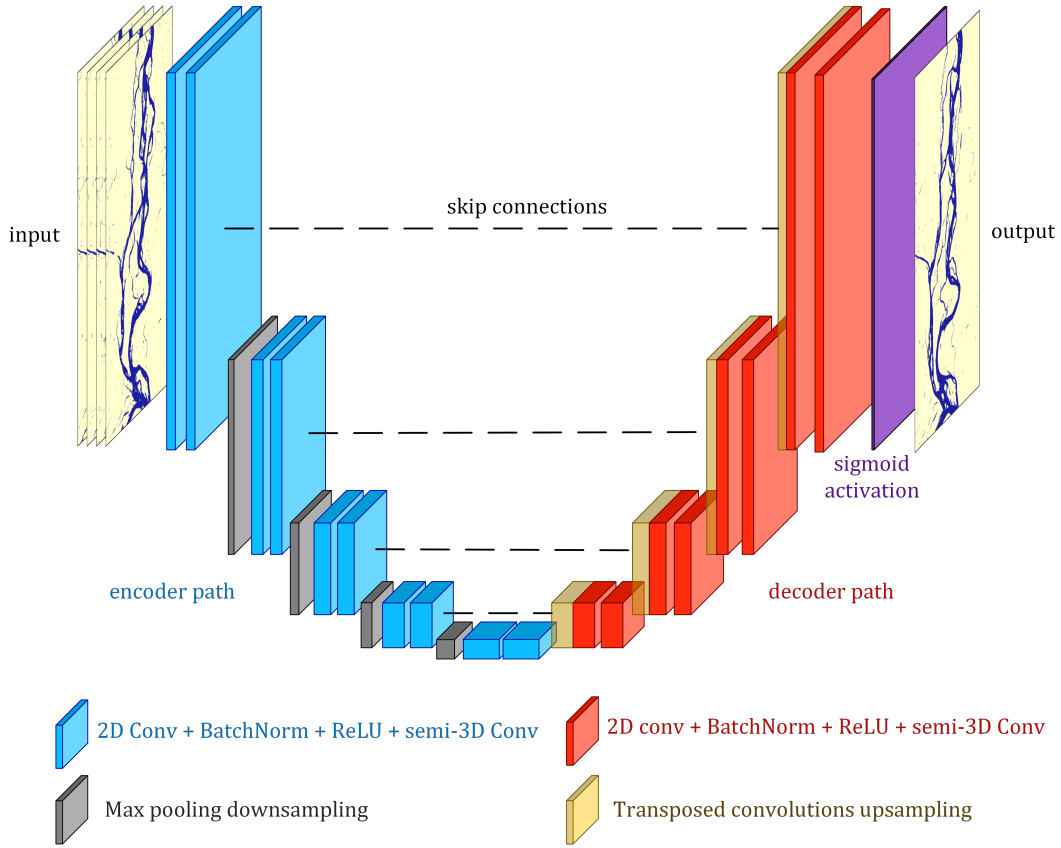 skip connections
input
output
sigmoid
activation
encoder path
decoder path
2D Conv + BatchNorm + ReLU + semi-3D Conv
2D conv + BatchNorm + ReLU + semi-3D Conv
Max pooling downsampling
Transposed convolutions upsampling